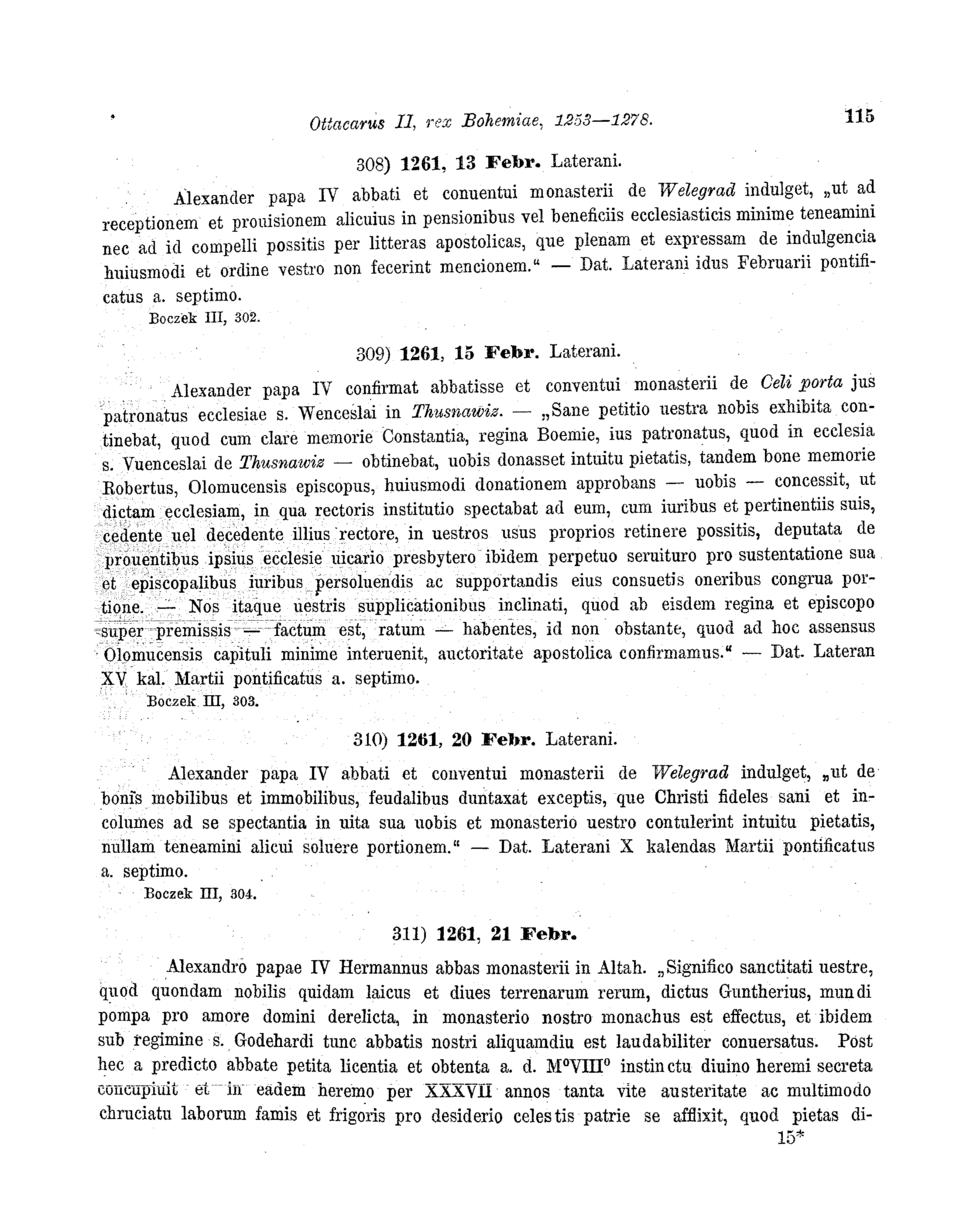 Ottacarus II, rex Bohemiae, 1253—1278.
115
308) 1261, 13 Febr. Laterani.
Alexander papa IV abbati et conuentui monasterii de Welegrad indulget, „ut ad
receptionem et prouisionem alicuius in pensionibus vel beneficiis ecclesiasticis minime teneamini
nec ad id compelli possitis per litteras apostolicas, que plenam et expressam de indulgencia
huiusmodi et ordine vestro non fecerint mencionem.“ — Dat. Laterani idus Februarii pontifi-
catus a. septimo.
Boczek III, 302.
309) 1261, 15 Febr. Laterani.
Alexander papa IV confirmat abbatisse et conventui monasterii de Celi porta jus
patronatus ecclesiae s. Wenceslai in Thusnawiz. — „Sane petitio uestra nobis exhibita con-
tinebat, quod cum clare memorie Constantia, regina Boemie, ius patronatus, quod in ecclesia
s. Vuenceslai de Thusnawiz — obtinebat, uobis donasset intuitu pietatis, tandem bone memorie
Robertus, Olomucensis episcopus, huiusmodi donationem approbans — uobis — concessit, ut
dictam ecclesiam, in qua rectoris institutio spectabat ad eum, cum iuribus et pertinentiis suis,
cedente uel decedente illius rectore, in uestros usus proprios retinere possitis, deputata de
prouentibus ipsius ecclesie uicario presbytero ibidem perpetuo seruituro pro sustentatione sua
et episcopalibus iuribus persoluendis ac supportandis eius consuetis oneribus congrua por-
tione. — Nos itaque uestris supplicationibus inclinati, quod ab eisdem regina et episcopo
super premissis — factum est, ratum — habentes, id non obstante, quod ad hoc assensus
Olomucensis capituli minime interuenit, auctoritate apostolica confirmamus.“ — Dat. Lateran
XV kal. Martii pontificatus a. septimo.
Boczek III, 303.
310) 1261, 20 Febr. Laterani.
Alexander papa IV abbati et conventui monasterii de Welegrad indulget, „ut de
bonis mobilibus et immobilibus, feudalibus duntaxat exceptis, que Christi fideles sani et in-
columes ad se spectantia in uita sua uobis et monasterio uestro contulerint intuitu pietatis,
nullam teneamini alicui soluere portionem.“ — Dat. Laterani X kalendas Martii pontificatus
a. septimo.
Boczek III, 304.
311) 1261, 21 Febr.
Alexandro papae IV Hermannus abbas monasterii in Altah. „Significo sanctitati uestre,
quod quondam nobilis quidam laicus et diues terrenarum rerum, dictus Guntherius, mundi
pompa pro amore domini derelicta, in monasterio nostro monachus est effectus, et ibidem
sub regimine s. Godehardi tunc abbatis nostri aliquamdiu est laudabiliter conuersatus. Post
hec a predicto abbate petita licentia et obtenta a. d. MºVIIIº instinctu diuino heremi secreta
concupiuit et in eadem heremo per XXXVII annos tanta vite austeritate ac multimodo
chruciatu laborum famis et frigoris pro desiderio celestis patrie se afflixit, quod pietas di-
15*